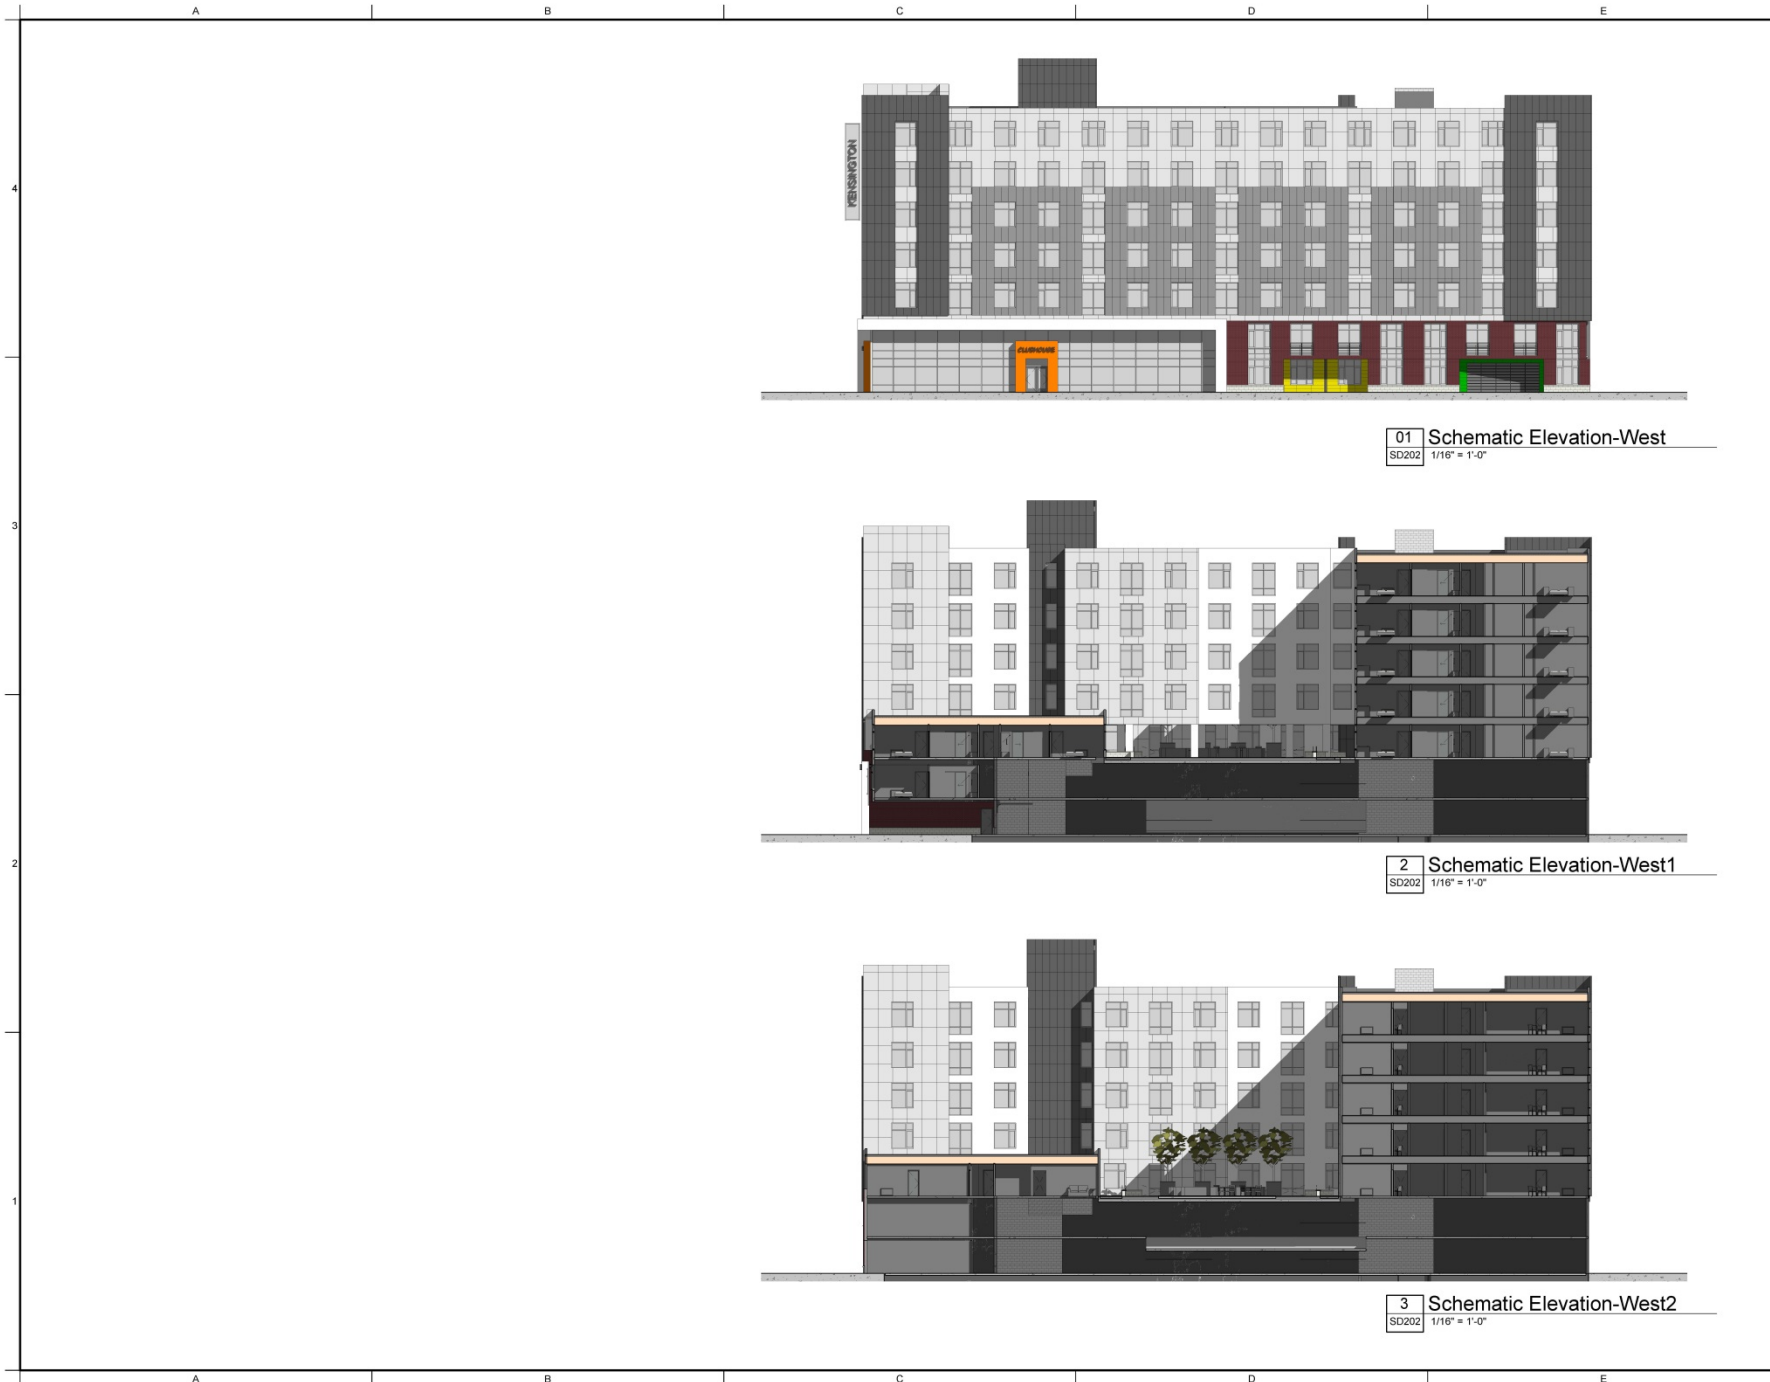 A B C D E
4
KENSINGTON
CLUBHOUSE
01 Schematic Elevation-West
SD202 1/16" = 1'-0"
3
2 Schematic Elevation-West1
SD202 1/16" = 1'-0"
2
3 Schematic Elevation-West2
SD202 1/16" = 1'-0"
1
A B C D E